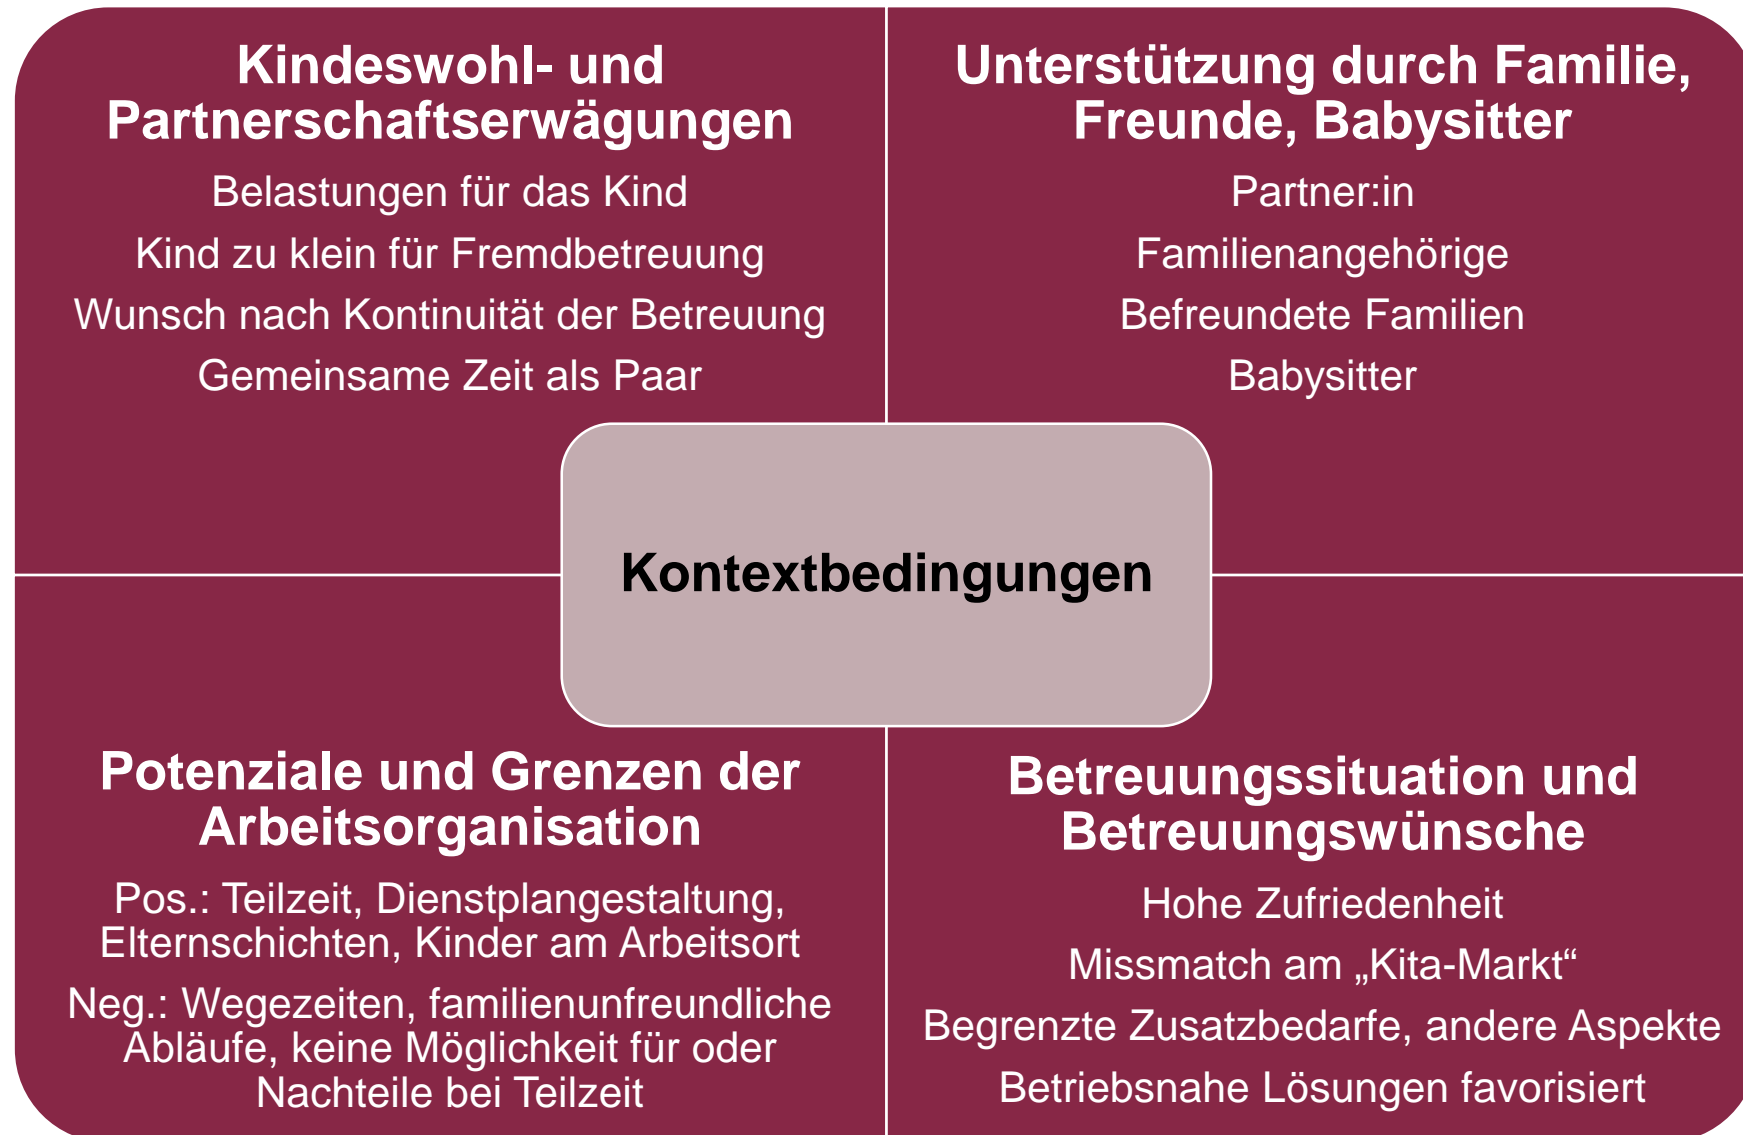 Kindeswohl- und
Partnerschaftserwägungen
Belastungen für das Kind
Kind zu klein für Fremdbetreuung
Wunsch nach Kontinuität der Betreuung
Gemeinsame Zeit als Paar
Unterstützung durch Familie,
Freunde, Babysitter
Partner:in
Familienangehörige
Befreundete Familien
Babysitter
Kontextbedingungen
Potenziale und Grenzen der
Arbeitsorganisation
Pos.: Teilzeit, Dienstplangestaltung,
Elternschichten, Kinder am Arbeitsort
Neg.: Wegezeiten, familienunfreundliche
Abläufe, keine Möglichkeit für oder
Nachteile bei Teilzeit
Betreuungssituation und
Betreuungswünsche
Hohe Zufriedenheit
Missmatch am „Kita-Markt“
Begrenzte Zusatzbedarfe, andere Aspekte
Betriebsnahe Lösungen favorisiert